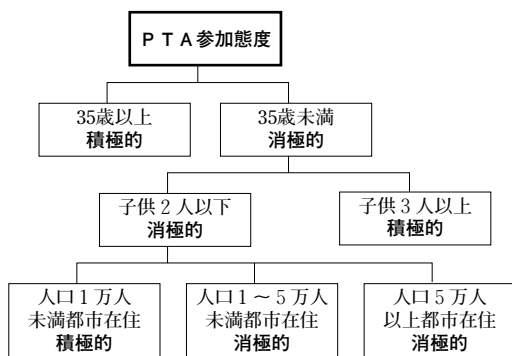 ＰＴＡ参加態度
35歳以上
積極的
35歳未満
消極的
子供２人以下
消極的
子供３人以上
積極的
人口１万人
未満都市在住
積極的
人口１～５万人
未満都市在住
消極的
人口５万人
以上都市在住
消極的